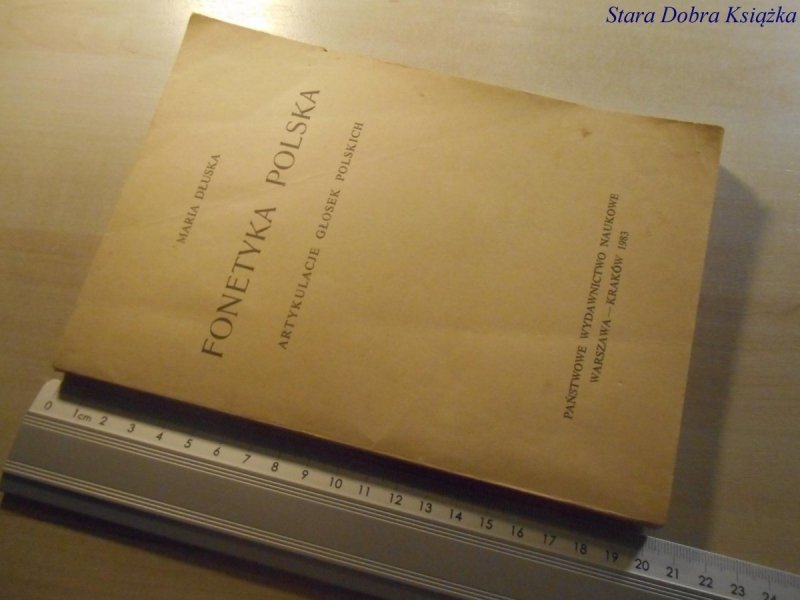 Stara Dobra Książka
MARIA DŁUSKA
FONETYKA POLSKA
ARTYKULACJE GŁOSEK POLSKICH
PAŃSTWOWE WYDAWNICTWO NAUKOWE
WARSZAWA — KRAKÓW 1983
0 1cm 2 3 4 5 6 7 8 9 10 11 12 13 14 15 16 17 18 19 20 21 22 23 24